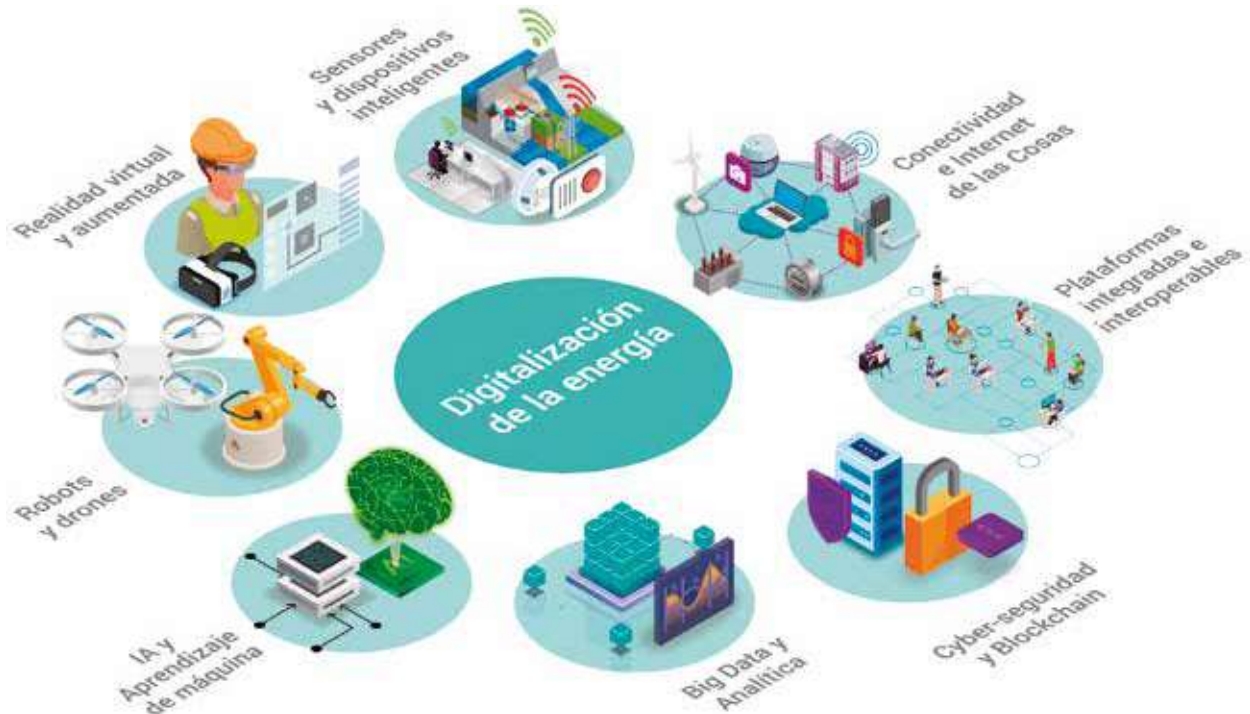 Sensores
y dispositivos
inteligentes
Conectividad
e Internet
de las Cosas
Realidad virtual
y aumentada
Plataformas
integradas e
interoperables
Digitalización
de la energía
Robots
y drones
Cyber-seguridad
y Blockchain
IA y
Aprendizaje
de máquina
Big Data y
Analítica